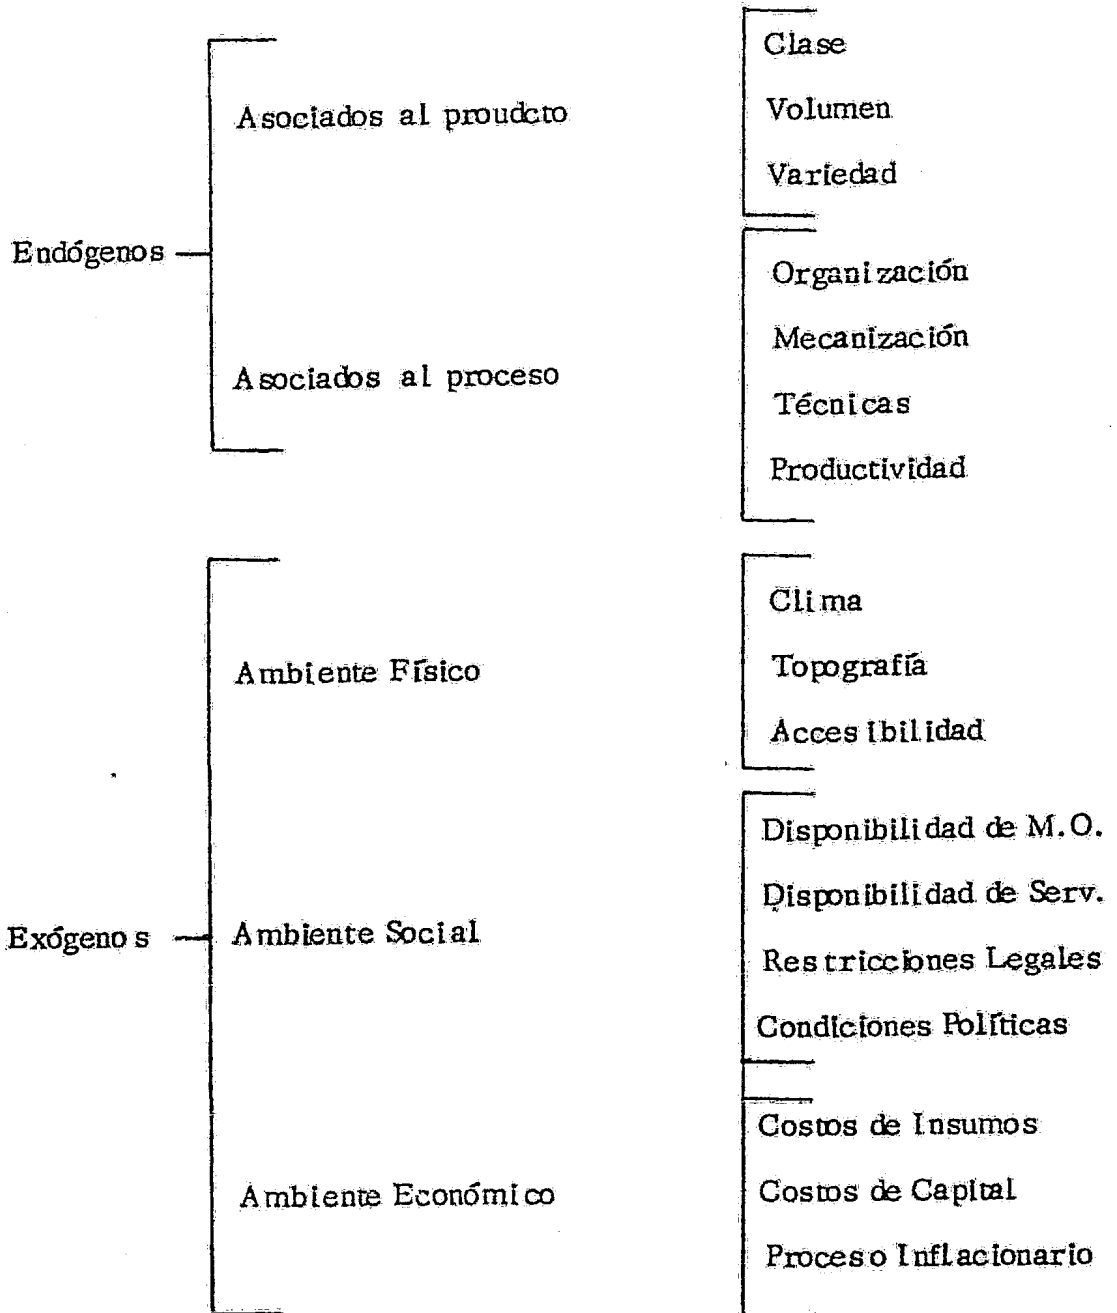 Endógenos
Asociados al proudcto
Clase
Volumen
Variedad
Asociados al proceso
Organización
Mecanización
Técnicas
Productividad
Exógenos
Ambiente Físico
Clima
Topografía
Accesibilidad
Ambiente Social
Disponibilidad de M.O.
Disponibilidad de Serv.
Restricciones Legales
Condiciones Políticas
Ambiente Económico
Costos de Insumos
Costos de Capital
Proceso Inflacionario